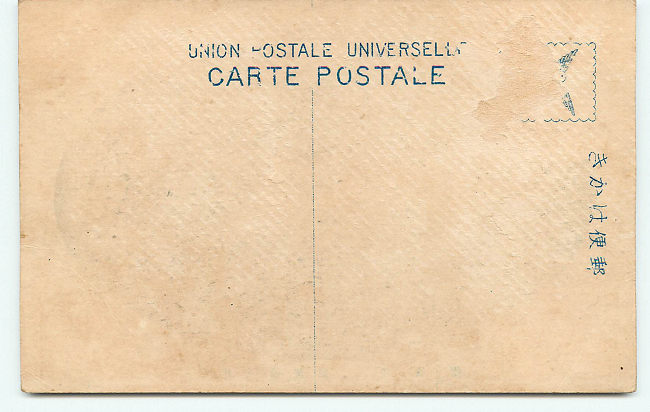 UNION POSTALE UNIVERSELLE
CARTE POSTALE
きかは便郵